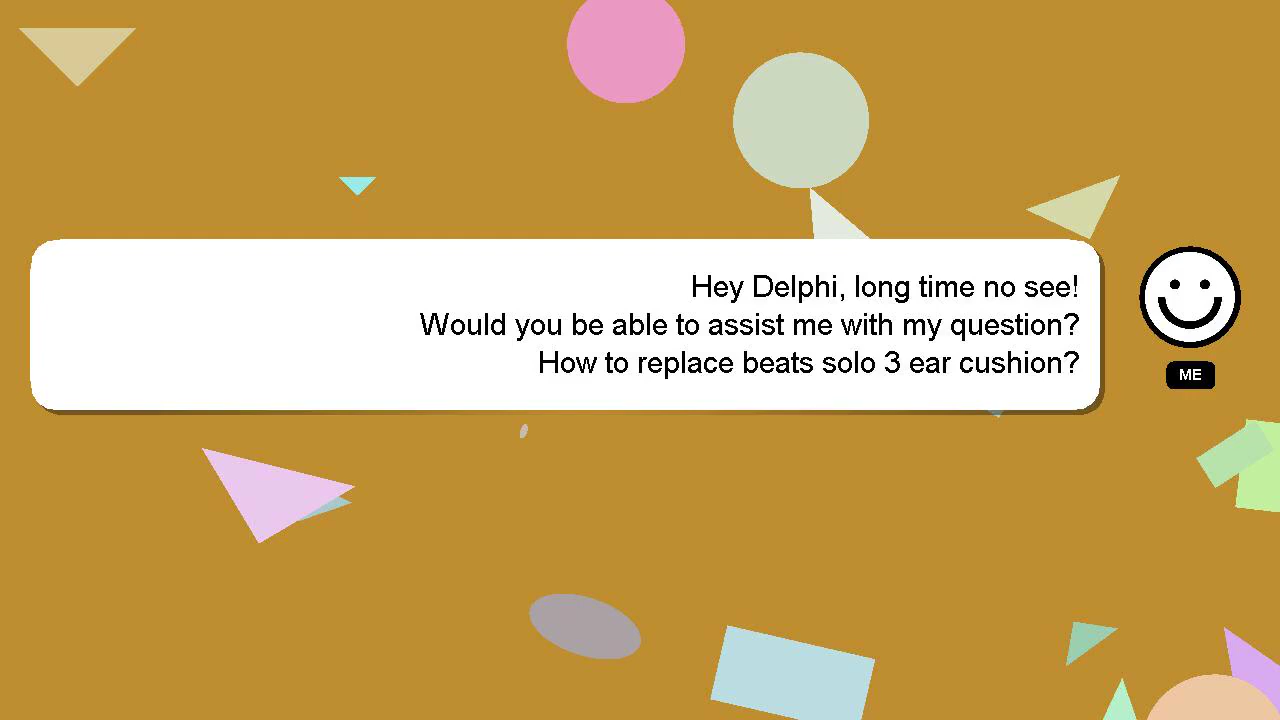 Hey Delphi, long time no see!
Would you be able to assist me with my question?
How to replace beats solo 3 ear cushion?
ME